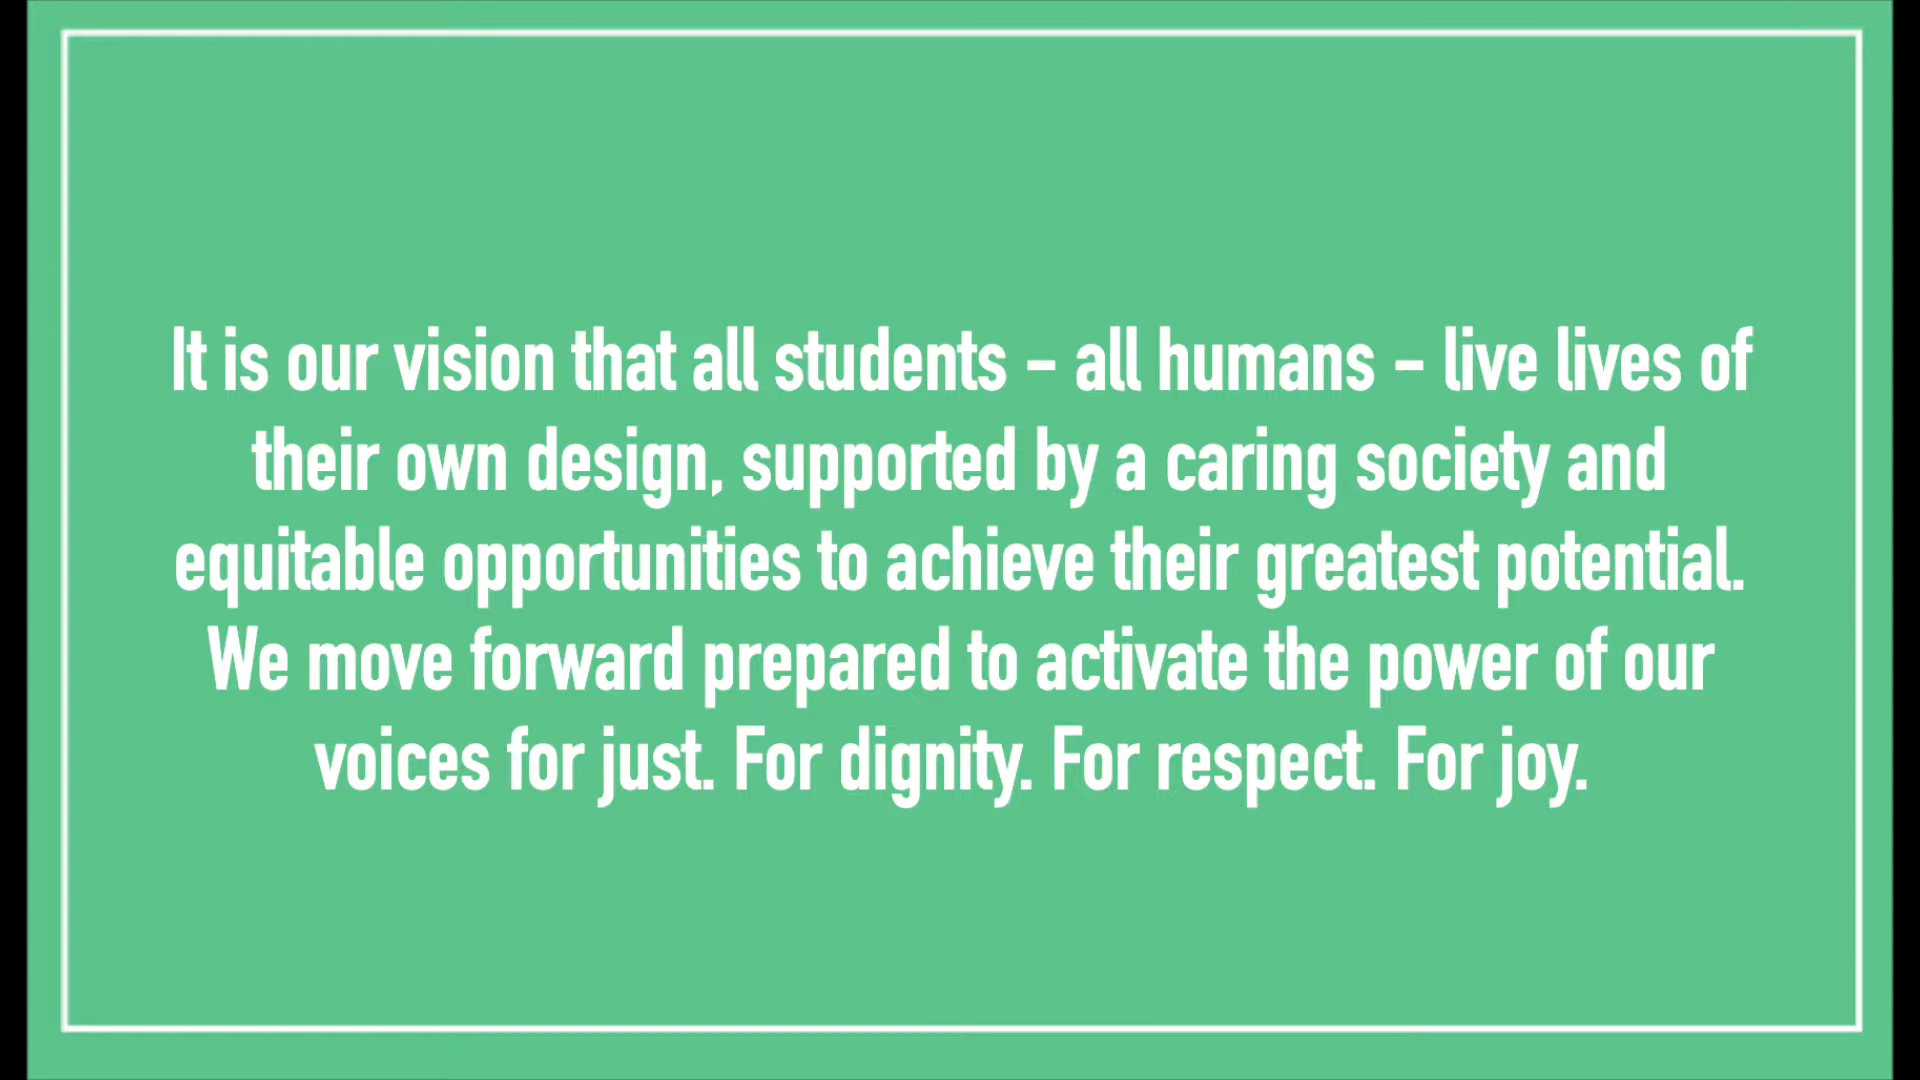 It is our vision that all students – all humans – live lives of
their own design, supported by a caring society and
equitable opportunities to achieve their greatest potential.
We move forward prepared to activate the power of our
voices for just. For dignity. For respect. For joy.